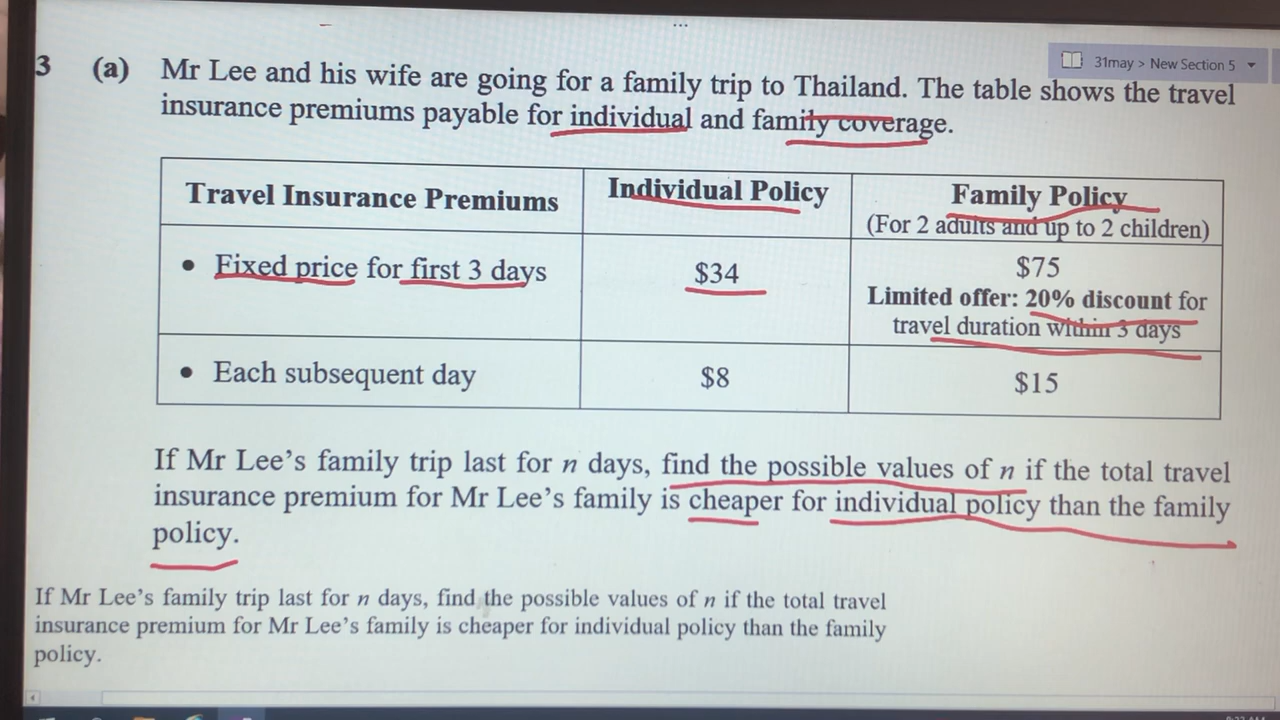 ...
31may > New Section 5
3 (a) Mr Lee and his wife are going for a family trip to Thailand. The table shows the travel
insurance premiums payable for individual and family coverage.
Travel Insurance Premiums
Individual Policy
Family Policy
(For 2 adults and up to 2 children)
• Fixed price for first 3 days
$34
$75
Limited offer: 20% discount for
travel duration within 3 days
• Each subsequent day
$8
$15
If Mr Lee's family trip last for n days, find the possible values of n if the total travel
insurance premium for Mr Lee's family is cheaper for individual policy than the family
policy.
If Mr Lee's family trip last for n days, find the possible values of n if the total travel
insurance premium for Mr Lee's family is cheaper for individual policy than the family
policy.